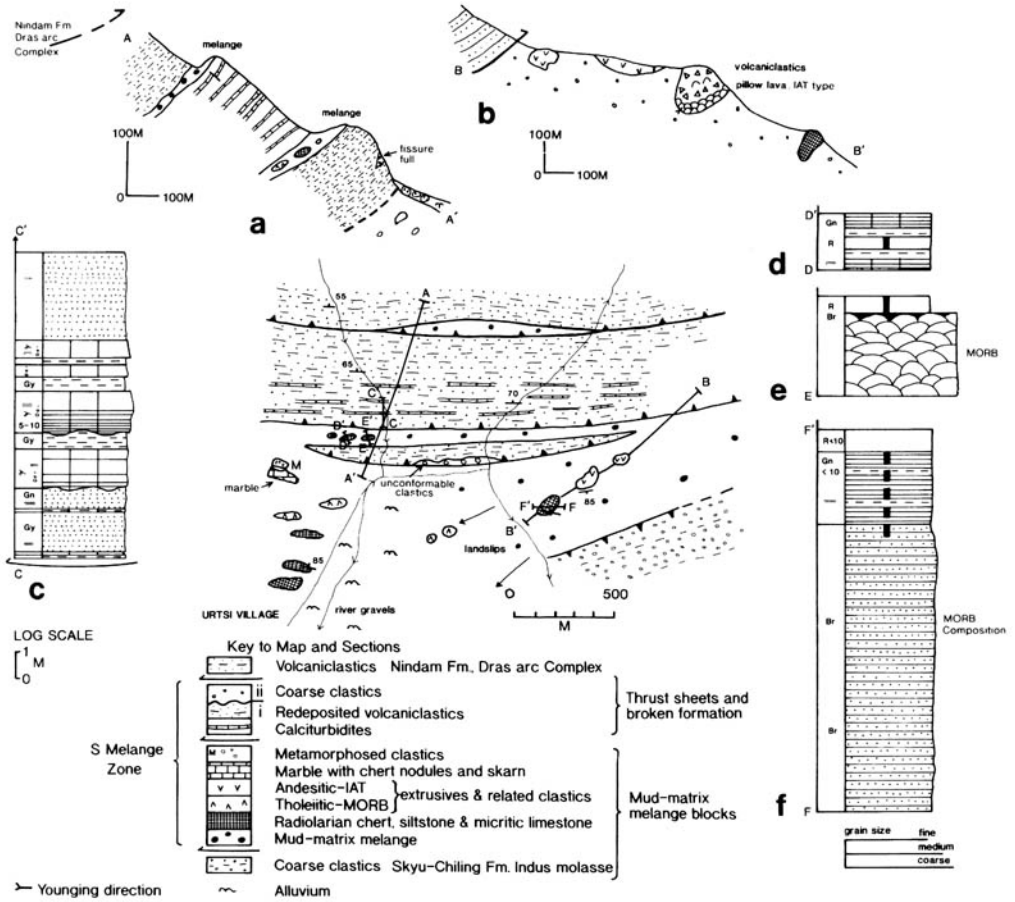 Nindam Fm
Dras arc
Complex
A
melange
melange
100M
0
100M
fissure
full
A'
a
B
b
volcaniclastics
pillow lava. IAT type
100M
0
100M
B'
C'
Gy
5-10
Gy
Gn
Gy
C
c
LOG SCALE
1
M
0
55
A
65
70
B
C'
C
E'
D'
D
E
M
marble
A'
unconformable
clastics
F'
F
85
B'
landslips
85
URTSI VILLAGE
river gravels
O
500
M
D'
Gn
R
D
d
R
Br
MORB
E
e
F'
R<10
Gn
< 10
Br
MORB
Composition
Br
F
f
grain size
fine
medium
coarse
Key to Map and Sections
Volcaniclastics Nindam Fm., Dras arc Complex
ii Coarse clastics
i Redeposited volcaniclastics
Calciturbidites
Thrust sheets and
broken formation
S Melange
Zone
M
Metamorphosed clastics
Marble with chert nodules and skarn
Andesitic-IAT
Tholeiitic-MORB
extrusives & related clastics
Radiolarian chert, siltstone & micritic limestone
Mud-matrix melange
Mud-matrix
melange blocks
Coarse clastics Skyu-Chiling Fm. Indus molasse
Younging direction
Alluvium